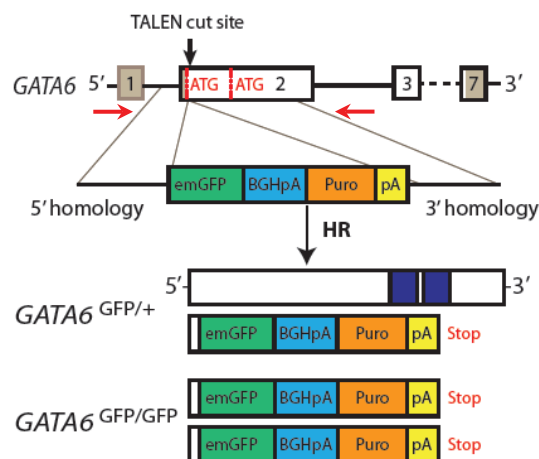 TALEN cut site
GATA6 5′ 1 ATG ATG 2 3 7 3′
emGFP BGHpA Puro pA
5′ homology 3′ homology
HR
5′ 3′
GATA6 GFP/+
emGFP BGHpA Puro pA Stop
emGFP BGHpA Puro pA Stop
GATA6 GFP/GFP
emGFP BGHpA Puro pA Stop